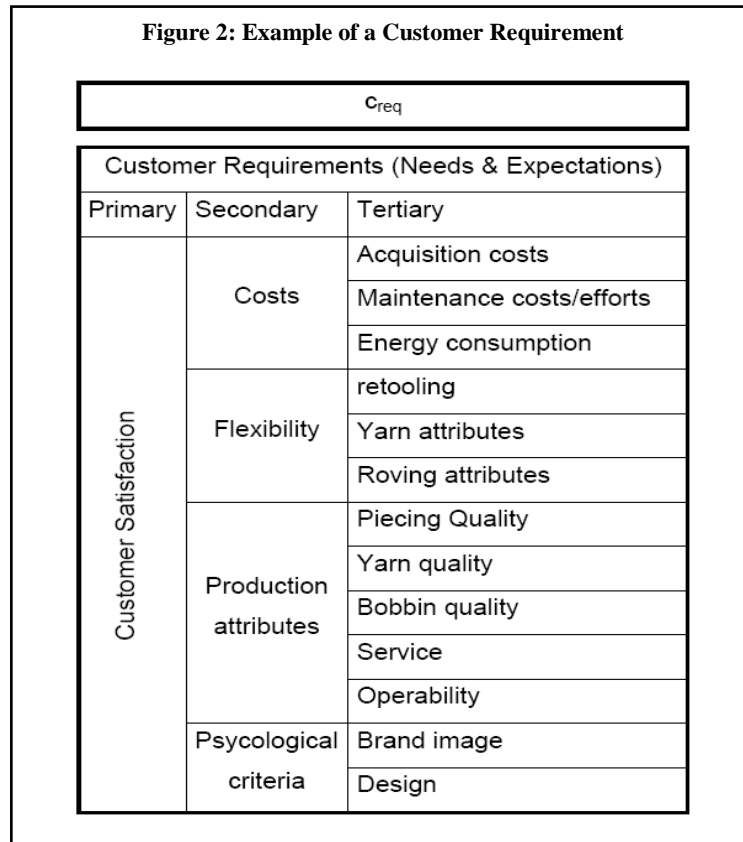 Figure 2: Example of a Customer Requirement
Creq
Customer Requirements (Needs & Expectations)
Primary Secondary Tertiary
Customer Satisfaction
Costs
Acquisition costs
Maintenance costs/efforts
Energy consumption
Flexibility
retooling
Yarn attributes
Roving attributes
Production
attributes
Piecing Quality
Yarn quality
Bobbin quality
Service
Operability
Psycological
criteria
Brand image
Design